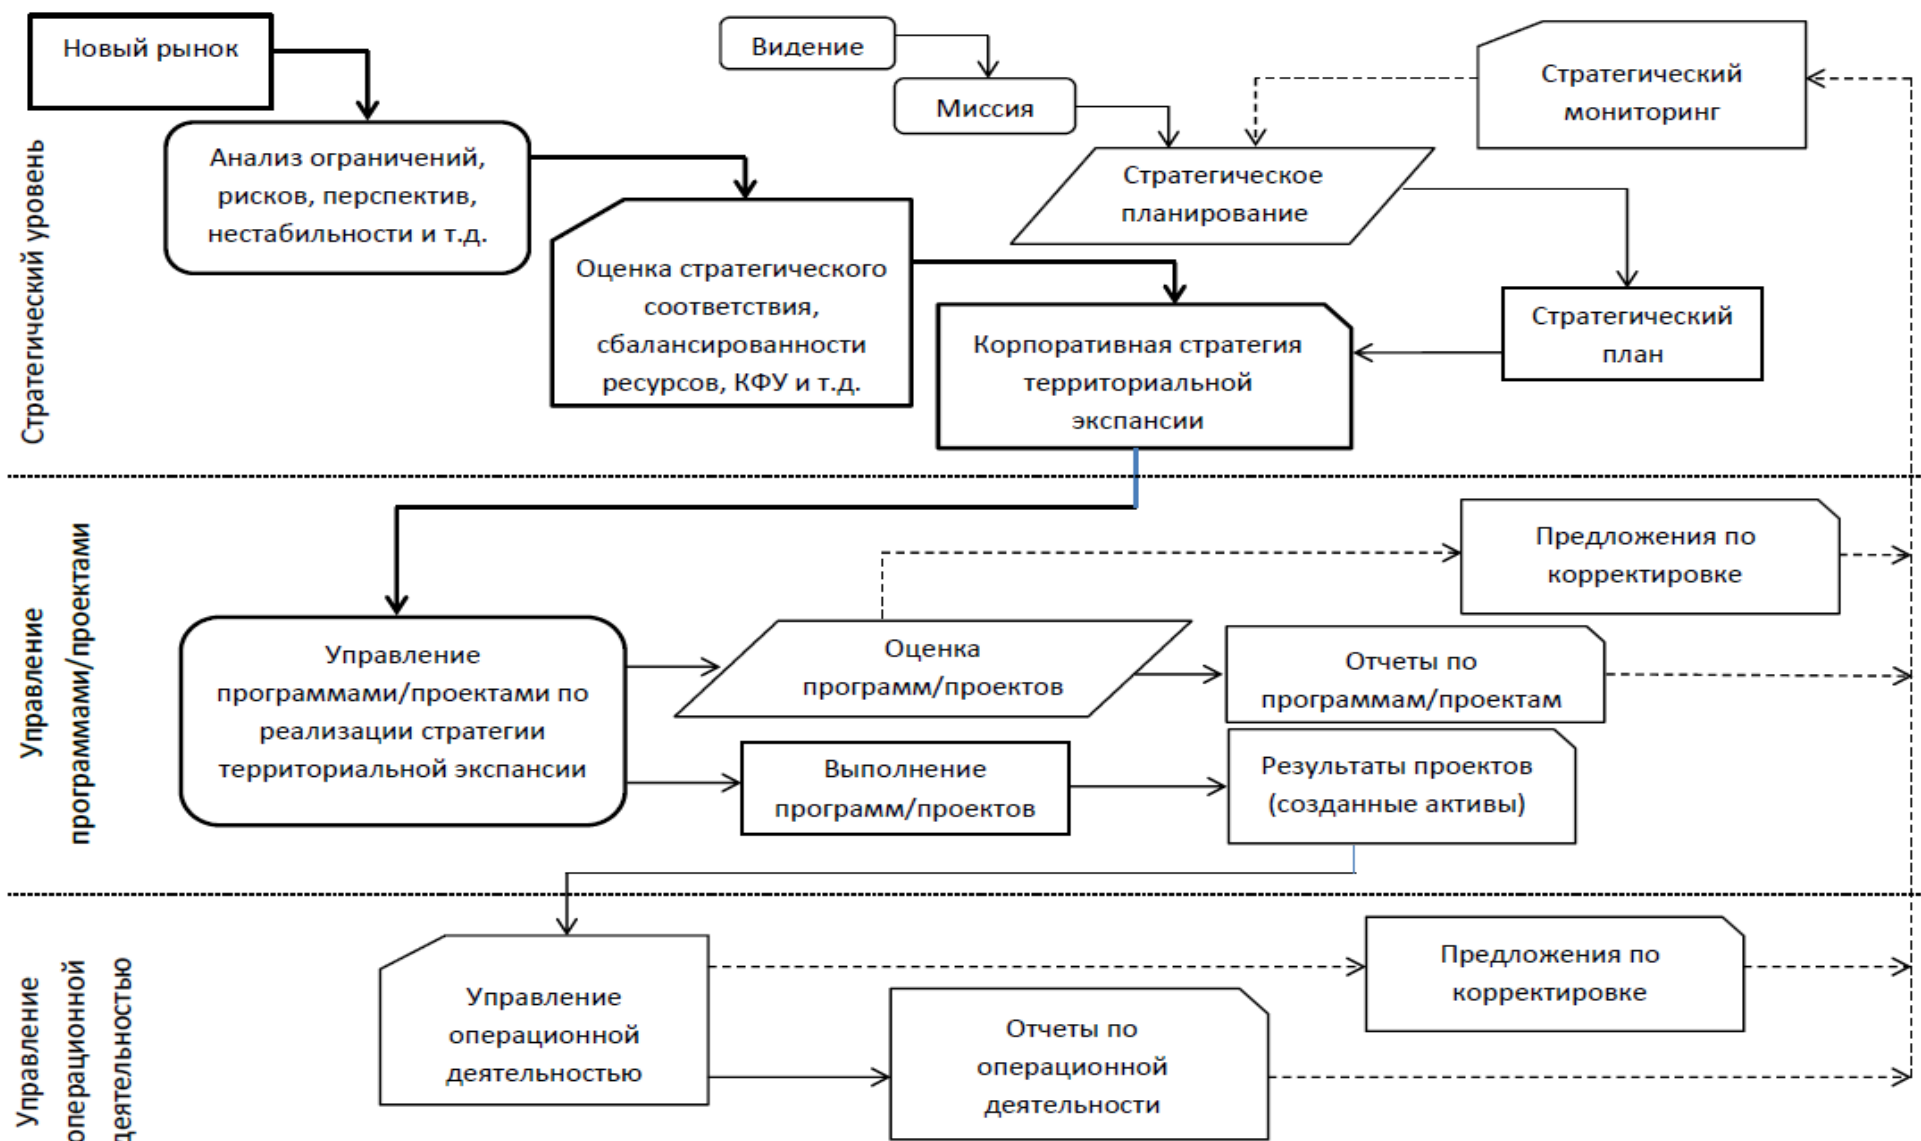 Новый рынок
Видение
Миссия
Стратегический
мониторинг
Анализ ограничений,
рисков, перспектив,
нестабильности и т.д.
Стратегическое
планирование
Оценка стратегического
соответствия,
сбалансированности
ресурсов, КФУ и т.д.
Корпоративная стратегия
территориальной
экспансии
Стратегический
план
Стратегический уровень
Управление
программами/проектами
Предложения по
корректировке
Управление
программами/проектами по
реализации стратегии
территориальной экспансии
Оценка
программ/проектов
Отчеты по
программам/проектам
Выполнение
программ/проектов
Результаты проектов
(созданные активы)
Управление
операционной
деятельностью
Управление
операционной
деятельностью
Предложения по
корректировке
Отчеты по
операционной
деятельности